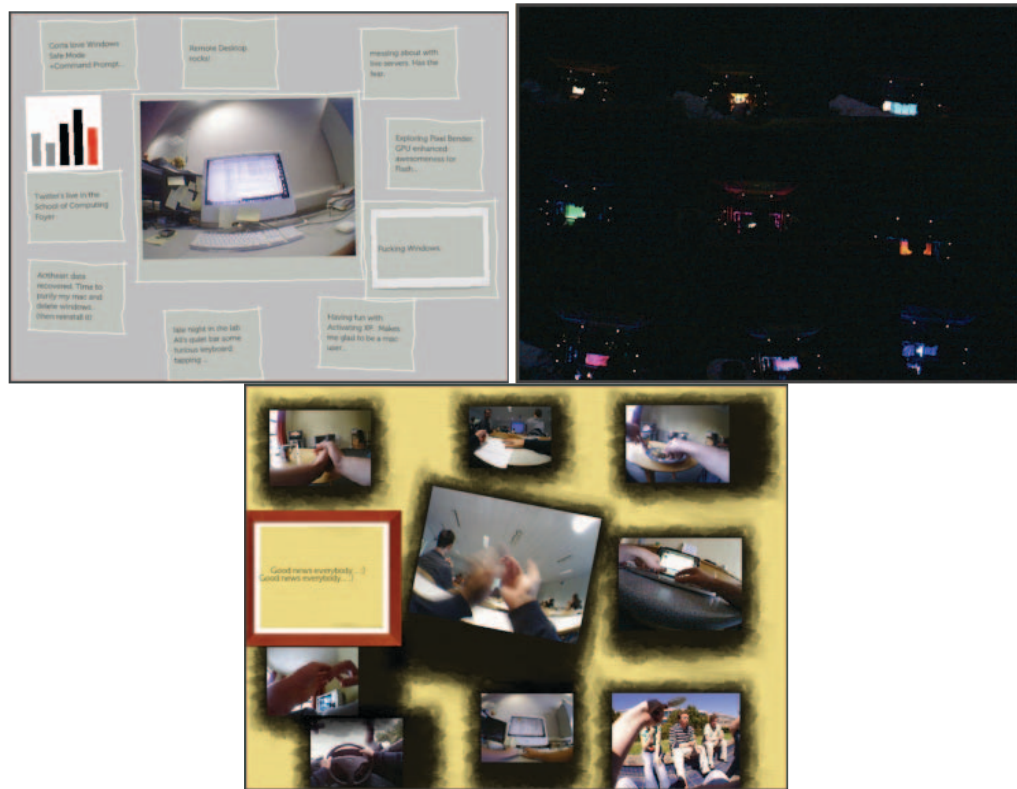 Gotta love Windows
Safe Mode
+Command Prompt...
Remote Desktop
rocks!
messing about with
live servers. Has the
fear.
Exploring Pixel Bender.
GPU enhanced
awesomeness for
flash...
Twitter's live in the
School of Computing
Foyer
Fucking Windows.
Actiheart data
recovered. Time to
purify my mac and
delete windows...
then reinstall it!
late night in the lab.
All's quiet bar some
furious keyboard
tapping ...
Having fun with
Activating XP. Makes
me glad to be a mac
user...
Good news everybody... :)
Good news everybody... :)